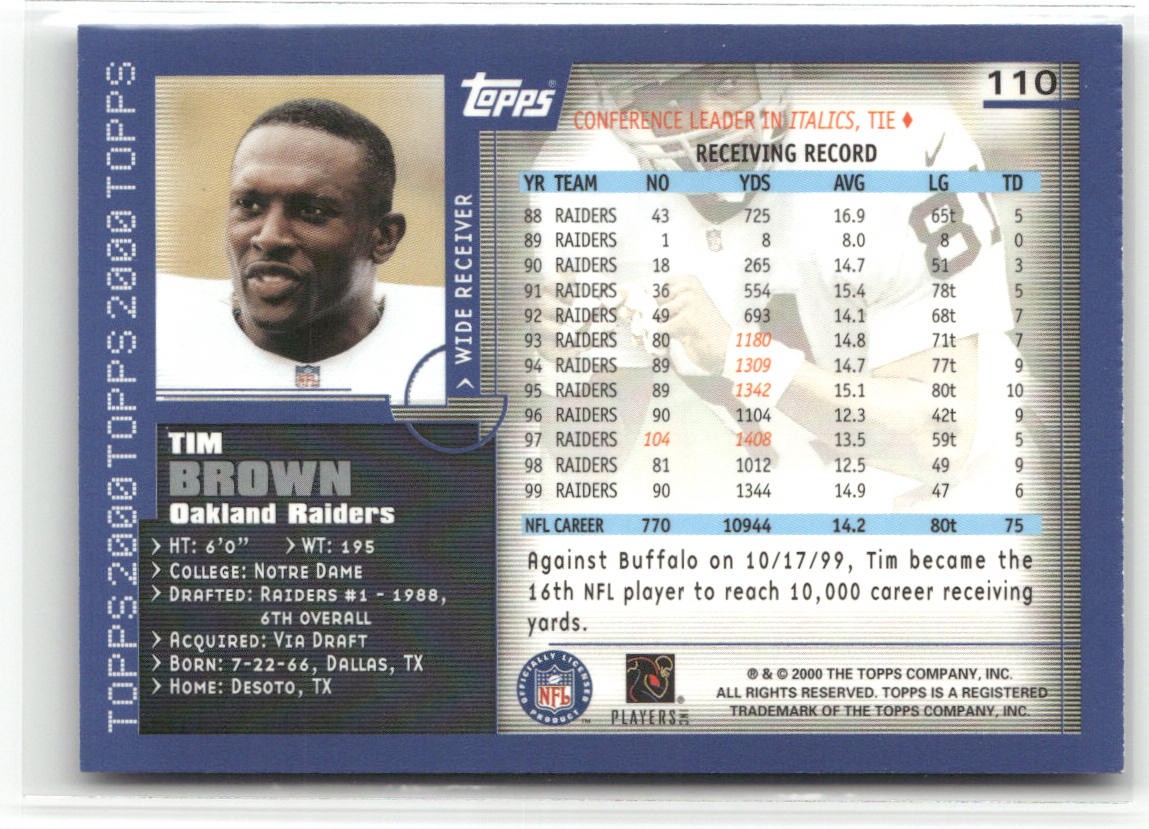 TOPPS2000TOPPS2000TOPPS2000TOPPS
Topps®
110
CONFERENCE LEADER IN ITALICS, TIE ♦
RECEIVING RECORD
YR TEAM NO YDS AVG LG TD
88 RAIDERS 43 725 16.9 65t 5
89 RAIDERS 1 8 8.0 8 0
90 RAIDERS 18 265 14.7 51 3
91 RAIDERS 36 554 15.4 78t 5
92 RAIDERS 49 693 14.1 68t 7
93 RAIDERS 80 1180 14.8 71t 7
94 RAIDERS 89 1309 14.7 77t 9
95 RAIDERS 89 1342 15.1 80t 10
96 RAIDERS 90 1104 12.3 42t 9
97 RAIDERS 104 1408 13.5 59t 5
98 RAIDERS 81 1012 12.5 49 9
99 RAIDERS 90 1344 14.9 47 6
NFL CAREER 770 10944 14.2 80t 75
Against Buffalo on 10/17/99, Tim became the
16th NFL player to reach 10,000 career receiving
yards.
> WIDE RECEIVER
TIM
BROWN
Oakland Raiders
> HT: 6'0" > WT: 195
> COLLEGE: NOTRE DAME
> DRAFTED: RAIDERS #1 - 1988,
6TH OVERALL
> ACQUIRED: VIA DRAFT
> BORN: 7-22-66, DALLAS, TX
> HOME: DESOTO, TX
OFFICIALLY LICENSED
NFL
PRODUCT
™
PLAYERS INC
®
® & © 2000 THE TOPPS COMPANY, INC.
ALL RIGHTS RESERVED. TOPPS IS A REGISTERED
TRADEMARK OF THE TOPPS COMPANY, INC.
81